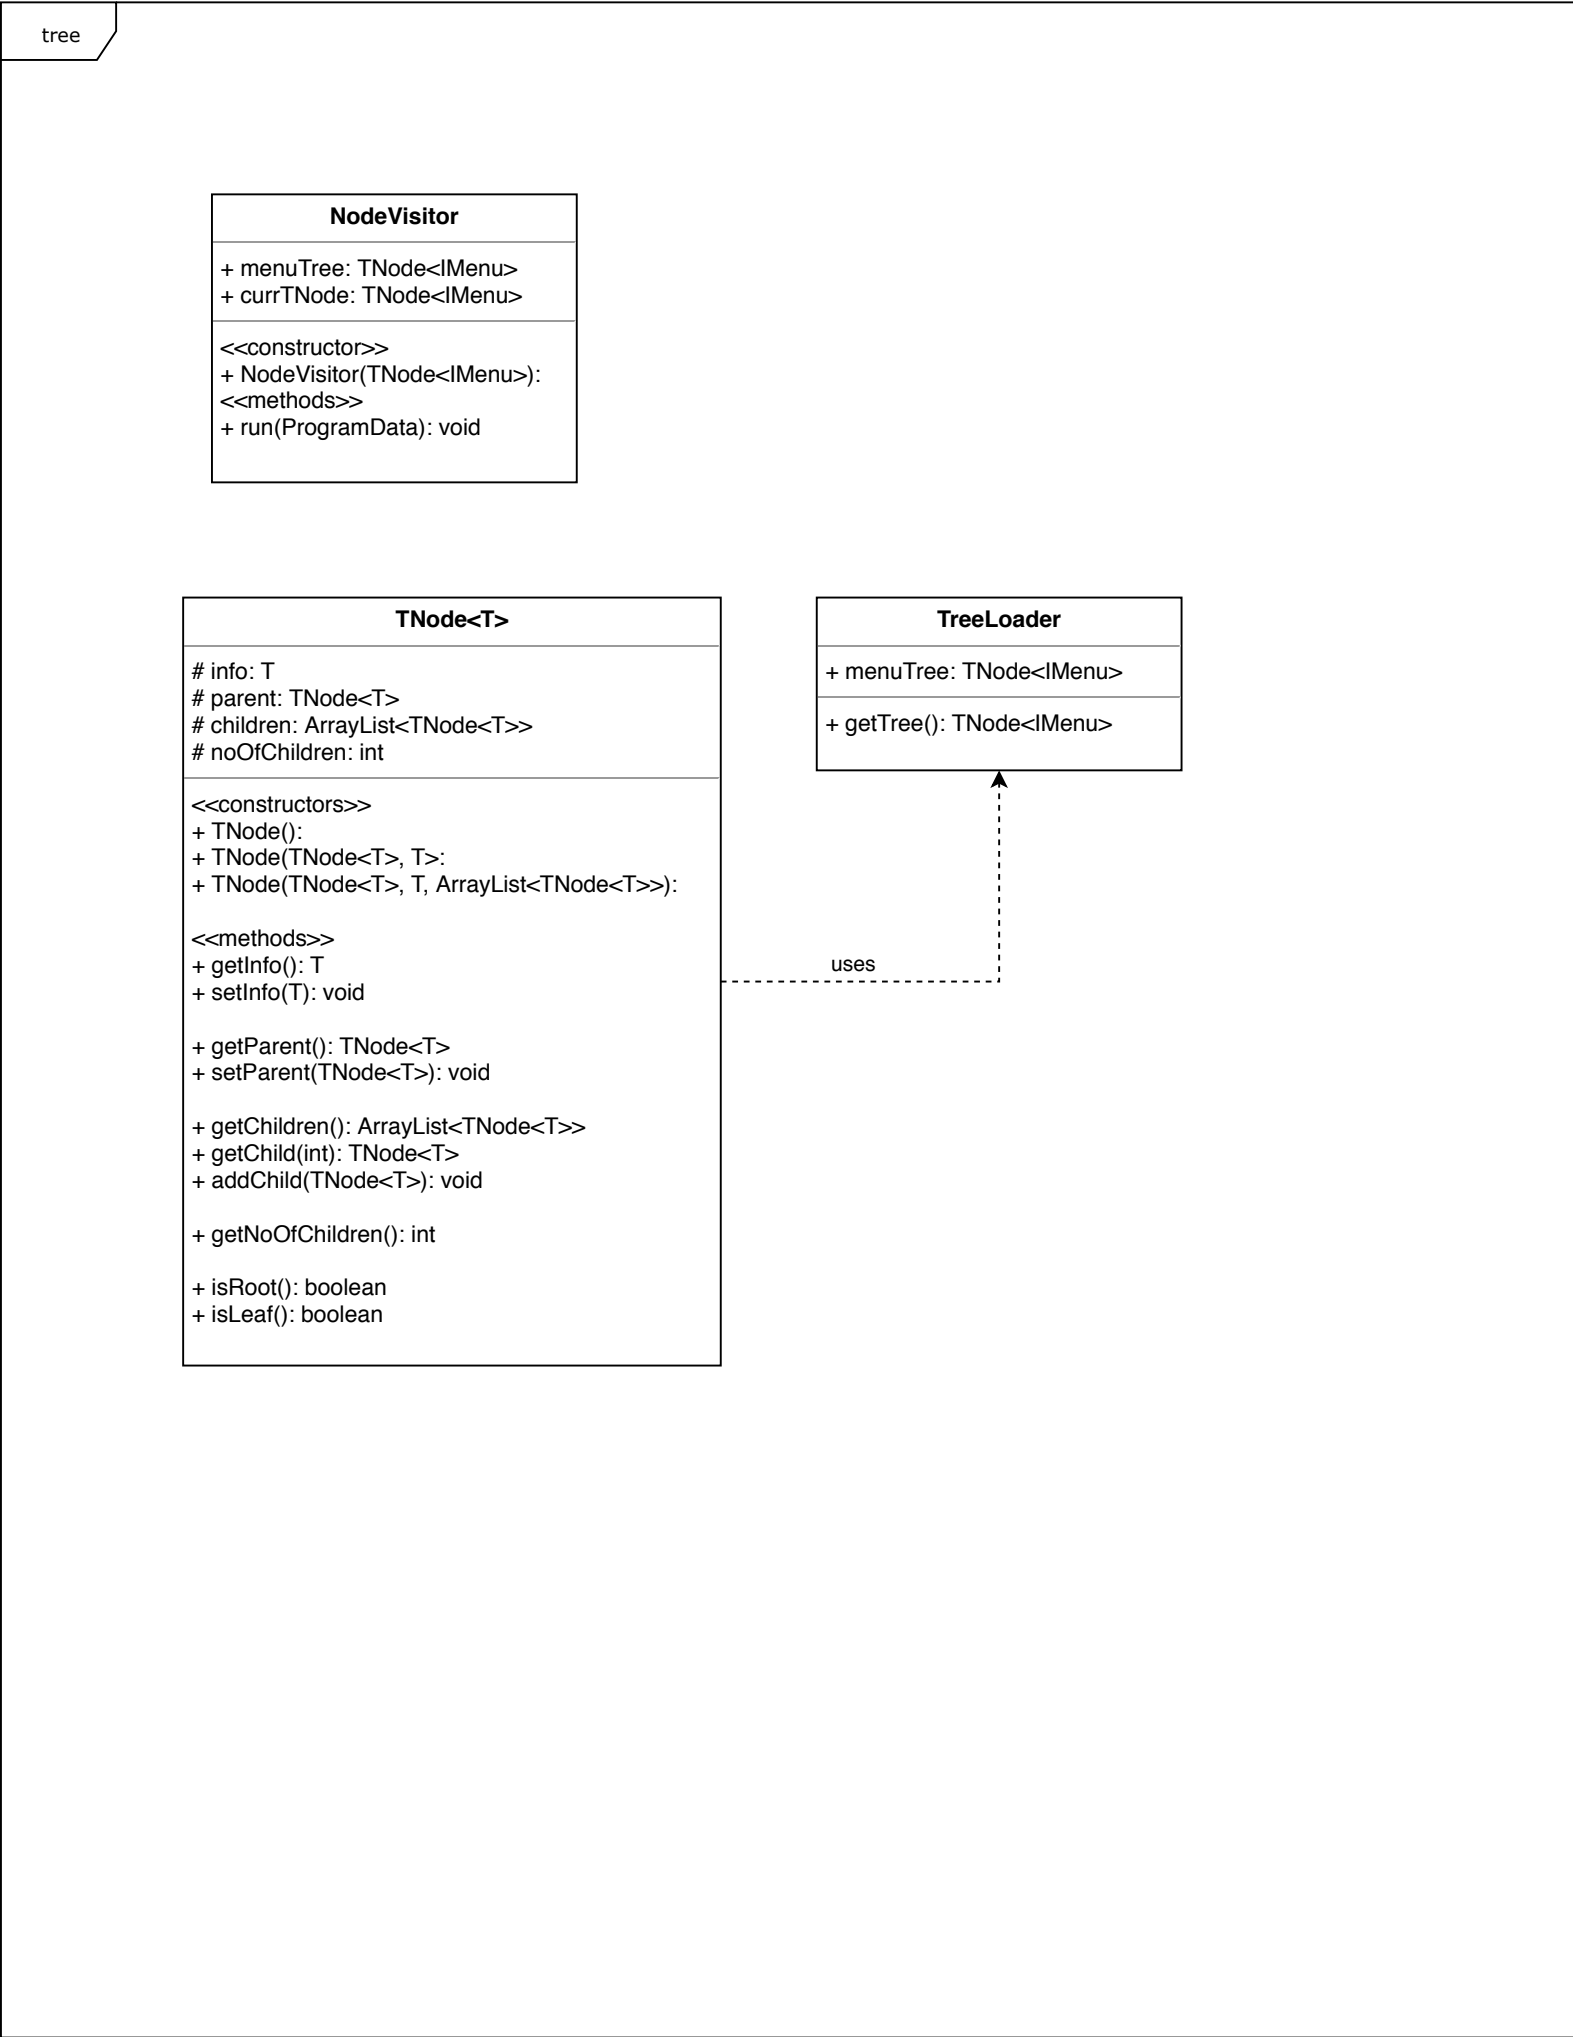 tree
NodeVisitor
+ menuTree: TNode<IMenu>
+ currTNode: TNode<IMenu>
<<constructor>>
+ NodeVisitor(TNode<IMenu>):
<<methods>>
+ run(ProgramData): void
TNode<T>
# info: T
# parent: TNode<T>
# children: ArrayList<TNode<T>>
# noOfChildren: int
<<constructors>>
+ TNode():
+ TNode(TNode<T>, T>:
+ TNode(TNode<T>, T, ArrayList<TNode<T>>):
<<methods>>
+ getInfo(): T
+ setInfo(T): void
+ getParent(): TNode<T>
+ setParent(TNode<T>): void
+ getChildren(): ArrayList<TNode<T>>
+ getChild(int): TNode<T>
+ addChild(TNode<T>): void
+ getNoOfChildren(): int
+ isRoot(): boolean
+ isLeaf(): boolean
TreeLoader
+ menuTree: TNode<IMenu>
+ getTree(): TNode<IMenu>
uses